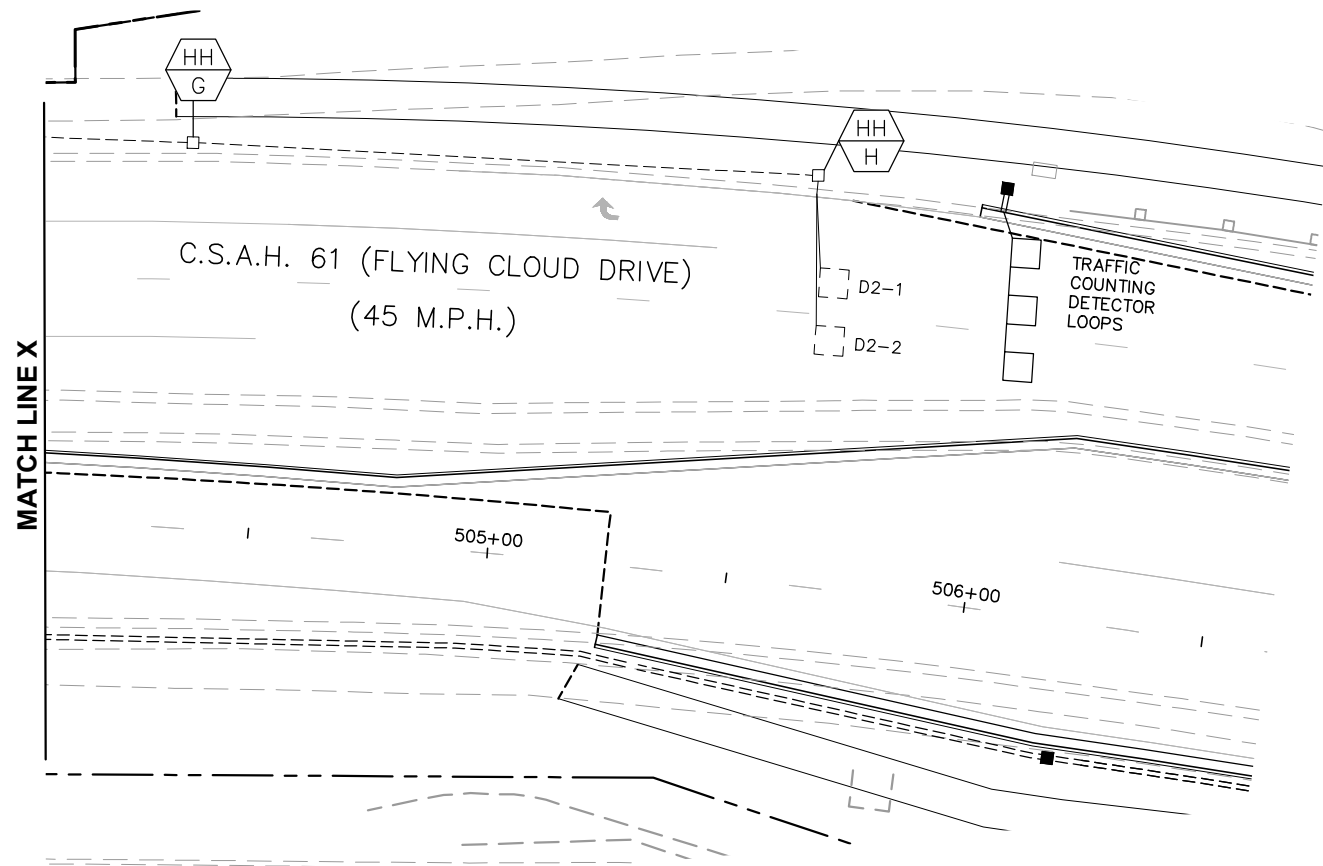 HH
G
HH
H
C.S.A.H. 61 (FLYING CLOUD DRIVE)
(45 M.P.H.)
D2-1
D2-2
TRAFFIC
COUNTING
DETECTOR
LOOPS
MATCH LINE X
505+00
506+00